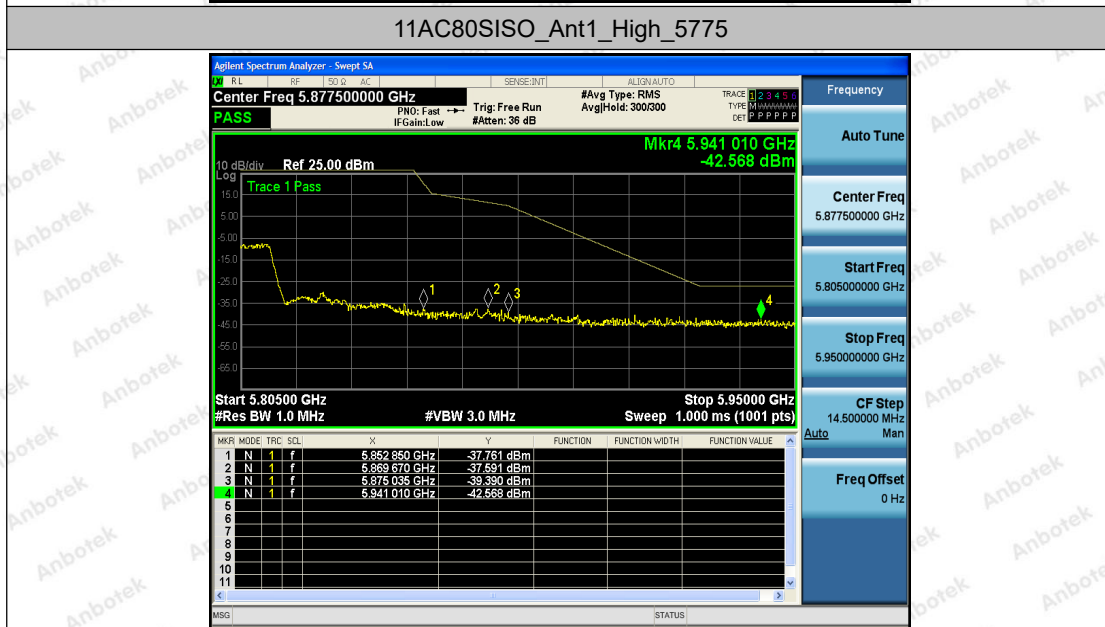 11AC80SISO_Ant1_High_5775
Agilent Spectrum Analyzer - Swept SA
RL RF 50 Ω AC SENSE:INT ALIGNAUTO
Center Freq 5.877500000 GHz
PASS
PNO: Fast
IFGain:Low
Trig: Free Run
#Atten: 36 dB
#Avg Type: RMS
Avg|Hold: 300/300
TRACE 1 2 3 4 5 6
TYPE M WWWWW
DET P P P P P P
Mkr4 5.941 010 GHz
-42.568 dBm
10 dB/div Ref 25.00 dBm
Log
Trace 1 Pass
15.0
5.00
-5.00
-15.0
-25.0
-35.0
-45.0
-55.0
-65.0
1
2
3
4
Start 5.80500 GHz Stop 5.95000 GHz
#Res BW 1.0 MHz #VBW 3.0 MHz Sweep 1.000 ms (1001 pts)
MKR MODE TRC SCL X Y FUNCTION FUNCTION WIDTH FUNCTION VALUE
1 N 1 f 5.852 850 GHz -37.761 dBm
2 N 1 f 5.869 670 GHz -37.591 dBm
3 N 1 f 5.875 035 GHz -39.390 dBm
4 N 1 f 5.941 010 GHz -42.568 dBm
5
6
7
8
9
10
11
MSG STATUS
Frequency
Auto Tune
Center Freq
5.877500000 GHz
Start Freq
5.805000000 GHz
Stop Freq
5.950000000 GHz
CF Step
14.500000 MHz
Auto Man
Freq Offset
0 Hz
Anbotek